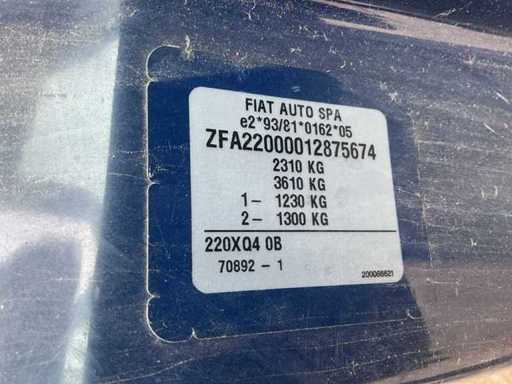 FIAT AUTO SPA
e2*93/81*0162*05
ZFA22000012875674
2310 KG
3610 KG
1- 1230 KG
2- 1300 KG
220XQ4 0B
70892 - 1
200088621